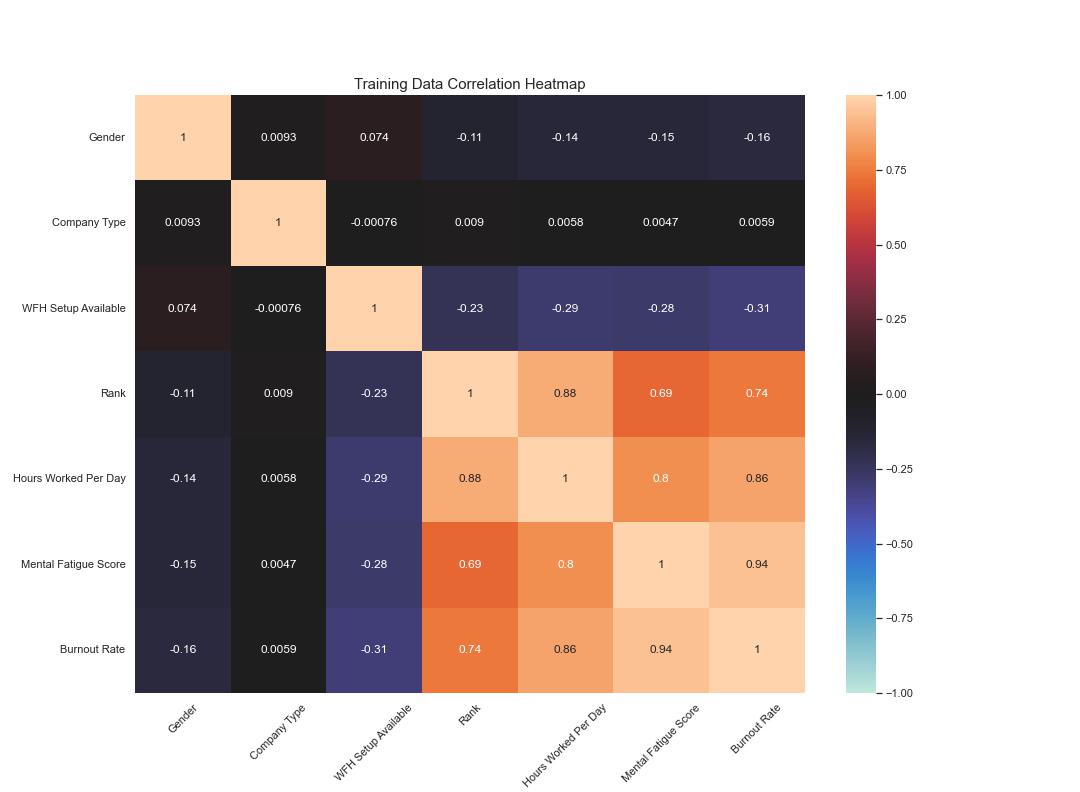 Training Data Correlation Heatmap
Gender 1 0.0093 0.074 -0.11 -0.14 -0.15 -0.16
Company Type 0.0093 1 -0.00076 0.009 0.0058 0.0047 0.0059
WFH Setup Available 0.074 -0.00076 1 -0.23 -0.29 -0.28 -0.31
Rank -0.11 0.009 -0.23 1 0.88 0.69 0.74
Hours Worked Per Day -0.14 0.0058 -0.29 0.88 1 0.8 0.86
Mental Fatigue Score -0.15 0.0047 -0.28 0.69 0.8 1 0.94
Burnout Rate -0.16 0.0059 -0.31 0.74 0.86 0.94 1
Gender
Company Type
WFH Setup Available
Rank
Hours Worked Per Day
Mental Fatigue Score
Burnout Rate
1.00
0.75
0.50
0.25
0.00
−0.25
−0.50
−0.75
−1.00